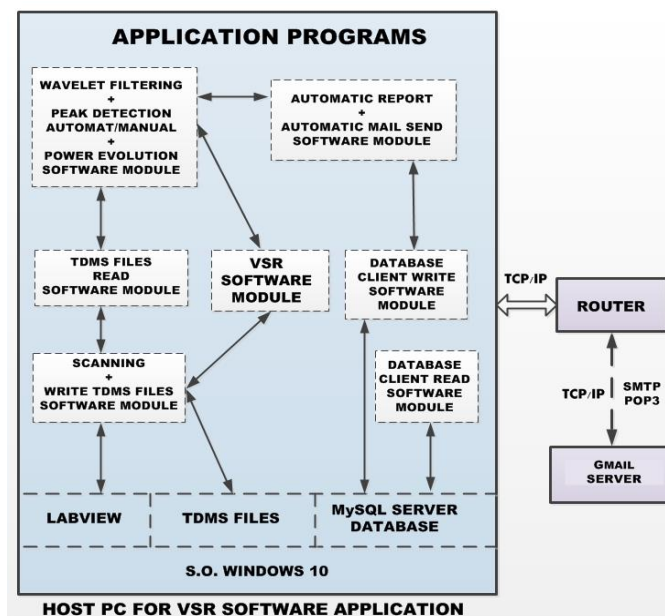 APPLICATION PROGRAMS
WAVELET FILTERING
+
PEAK DETECTION
AUTOMAT/MANUAL
+
POWER EVOLUTION
SOFTWARE MODULE
AUTOMATIC REPORT
+
AUTOMATIC MAIL SEND
SOFTWARE MODULE
TDMS FILES
READ
SOFTWARE MODULE
VSR
SOFTWARE
MODULE
DATABASE
CLIENT WRITE
SOFTWARE
MODULE
TCP/IP
ROUTER
SCANNING
+
WRITE TDMS FILES
SOFTWARE MODULE
DATABASE
CLIENT READ
SOFTWARE
MODULE
TCP/IP
SMTP
POP3
GMAIL
SERVER
LABVIEW
TDMS FILES
MySQL SERVER
DATABASE
S.O. WINDOWS 10
HOST PC FOR VSR SOFTWARE APPLICATION